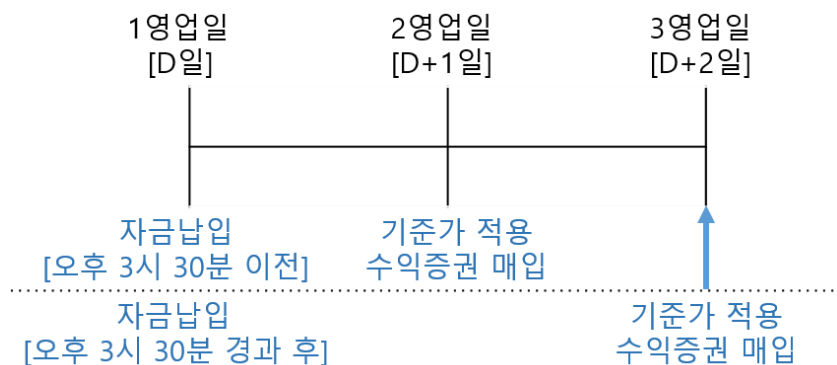 1영업일
[D일]
2영업일
[D+1일]
3영업일
[D+2일]
자금납입
[오후 3시 30분 이전]
기준가 적용
수익증권 매입
자금납입
[오후 3시 30분 경과 후]
기준가 적용
수익증권 매입